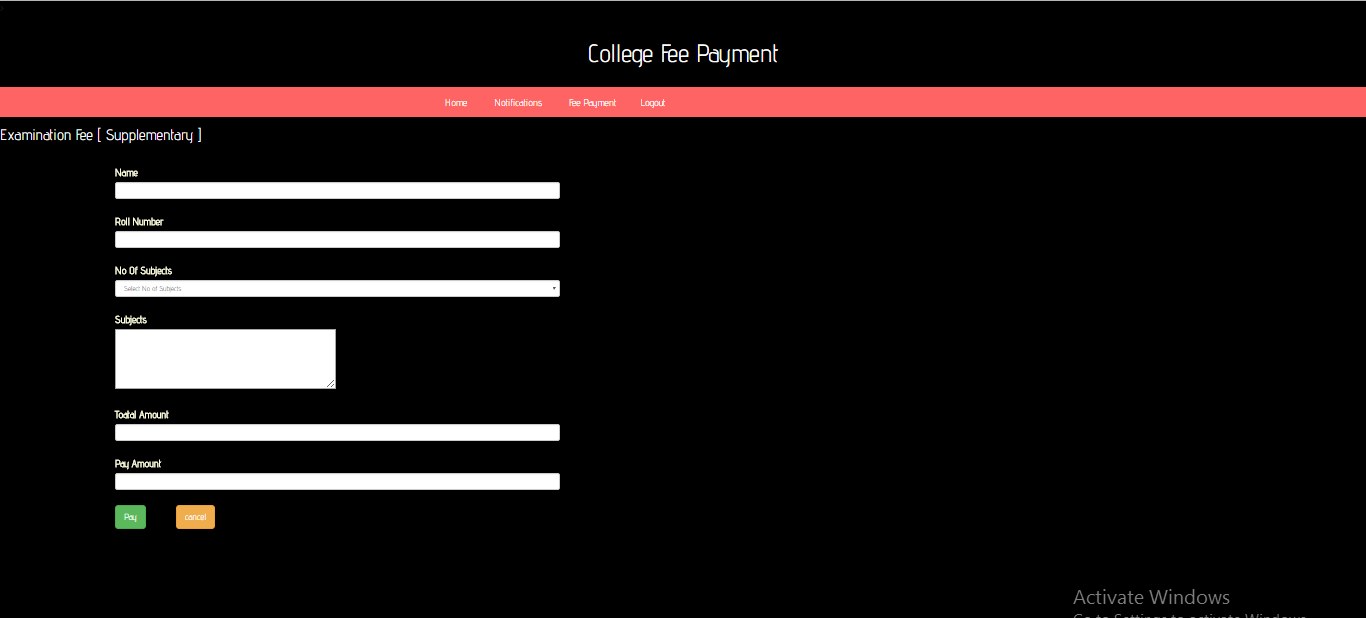 College Fee Payment
Home Notifications Fee Payment Logout
Examination Fee [ Supplementary ]
Name
Roll Number
No Of Subjects
Select No of Subjects
Subjects
Toatal Amount
Pay Amount
Pay cancel
Activate Windows
Go to Settings to activate Windows.